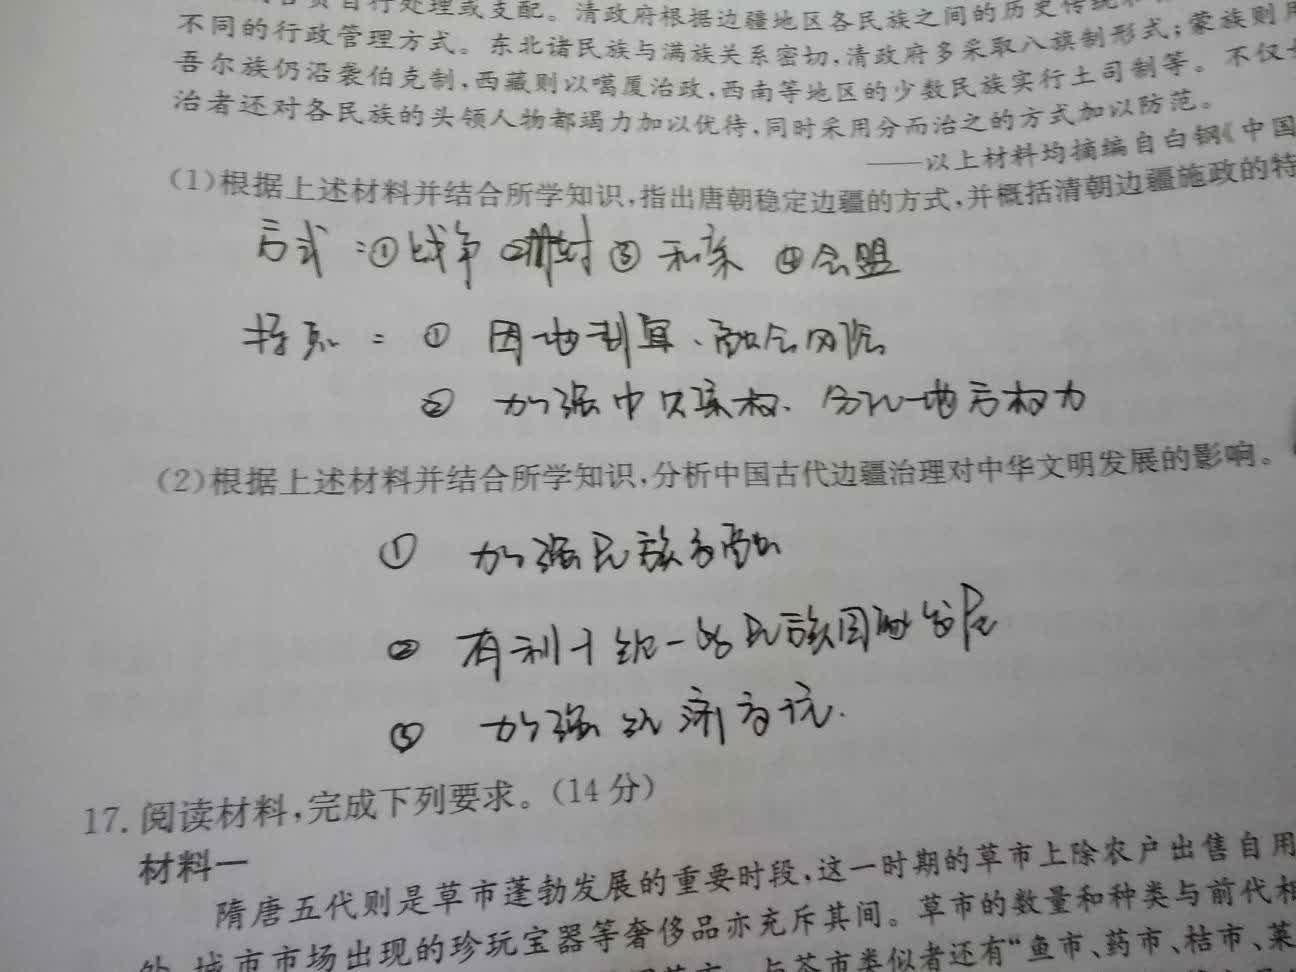 自行处理或支配。清政府根据边疆地区各民族之间的历史传统和
不同的行政管理方式。东北诸民族与满族关系密切,清政府多采取八旗制形式;蒙族则用
吾尔族仍沿袭伯克制,西藏则以噶厦治政,西南等地区的少数民族实行土司制等。不仅
治者还对各民族的头领人物都竭力加以优待,同时采用分而治之的方式加以防范。
——以上材料均摘编自白钢《中国
(1)根据上述材料并结合所学知识,指出唐朝稳定边疆的方式,并概括清朝边疆施政的特
方式:①战争 ②册封 ③和亲 ④会盟
特点:① 因地制宜、
② 加强中央集权、分化地方权力
(2)根据上述材料并结合所学知识,分析中国古代边疆治理对中华文明发展的影响。
① 加强民族交融
② 有利于统一的民族国家发展
③ 加强经济交流.
17. 阅读材料,完成下列要求。(14分)
材料一
隋唐五代则是草市蓬勃发展的重要时段,这一时期的草市上除农户出售自用
外,城市市场出现的珍玩宝器等奢侈品亦充斥其间。草市的数量和种类与前代相
与茶市类似者还有“鱼市、药市、桔市、菜